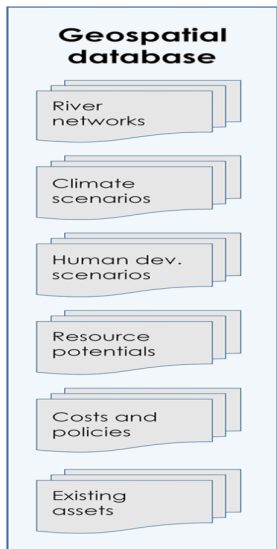 Geospatial
database
River
networks
Climate
scenarios
Human dev.
scenarios
Resource
potentials
Costs and
policies
Existing
assets